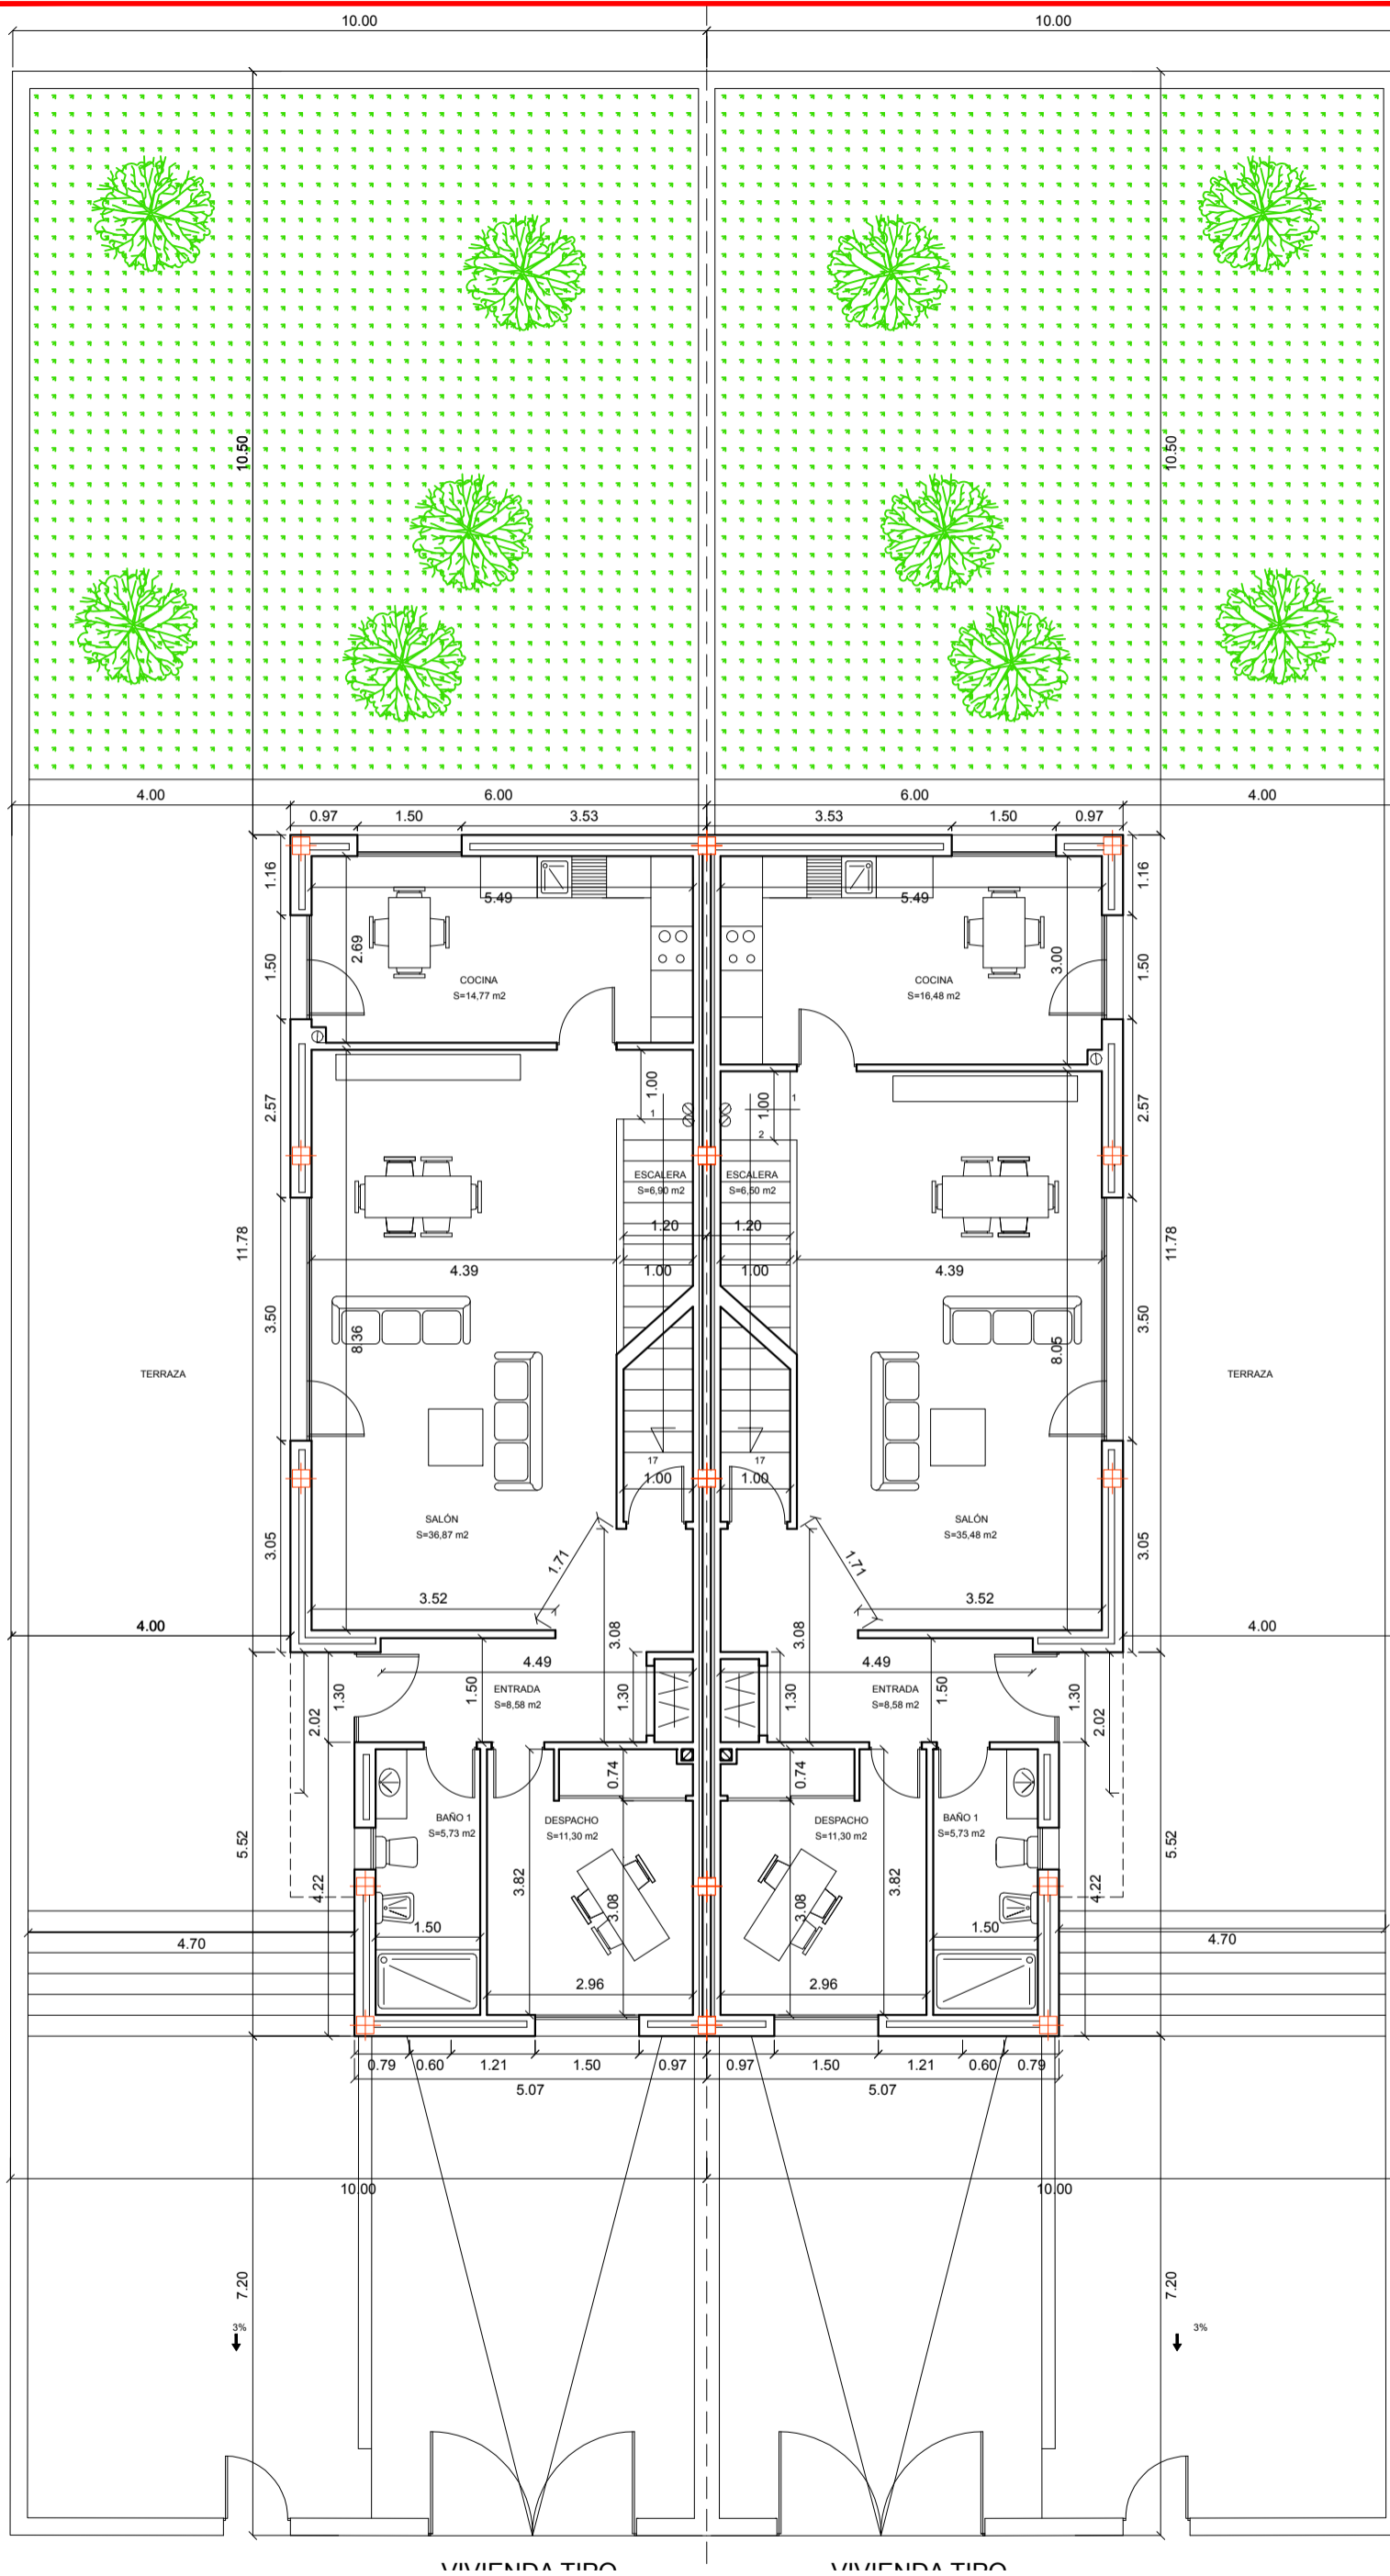 10.00 10.00
10.50 10.50
4.00 6.00 6.00 4.00
0.97 1.50 3.53 3.53 1.50 0.97
1.16 1.16
5.49 5.49
2.69 3.00
1.50 1.50
COCINA COCINA
S=14,77 m2 S=16,48 m2
1.00 1.00
1 1
2
2.57 2.57
ESCALERA ESCALERA
S=6,90 m2 S=6,50 m2
1.20 1.20
11.78 11.78
4.39 1.00 1.00 4.39
3.50 3.50
8.36 8.05
TERRAZA TERRAZA
17 17
1.00 1.00
SALÓN SALÓN
S=36,87 m2 S=35,48 m2
3.05 3.05
1.71 1.71
3.52 3.52
4.00 4.00
3.08 3.08
4.49 4.49
ENTRADA ENTRADA
S=8,58 m2 S=8,58 m2
1.30 1.50 1.30 1.30 1.50 1.30
2.02 2.02
0.74 0.74
BAÑO 1 DESPACHO DESPACHO BAÑO 1
S=5,73 m2 S=11,30 m2 S=11,30 m2 S=5,73 m2
5.52 5.52
4.22 3.82 3.08 3.08 3.82 4.22
1.50 1.50
4.70 4.70
2.96 2.96
0.79 0.60 1.21 1.50 0.97 0.97 1.50 1.21 0.60 0.79
5.07 5.07
10.00 10.00
7.20 7.20
3% 3%
VIVIENDA TIPO VIVIENDA TIPO